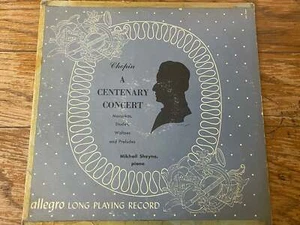 Chopin
A
CENTENARY
CONCERT
Mazurkas
Etudes
Waltzes
and Preludes
Mikhail Sheyne,
piano
allegro LONG PLAYING RECORD